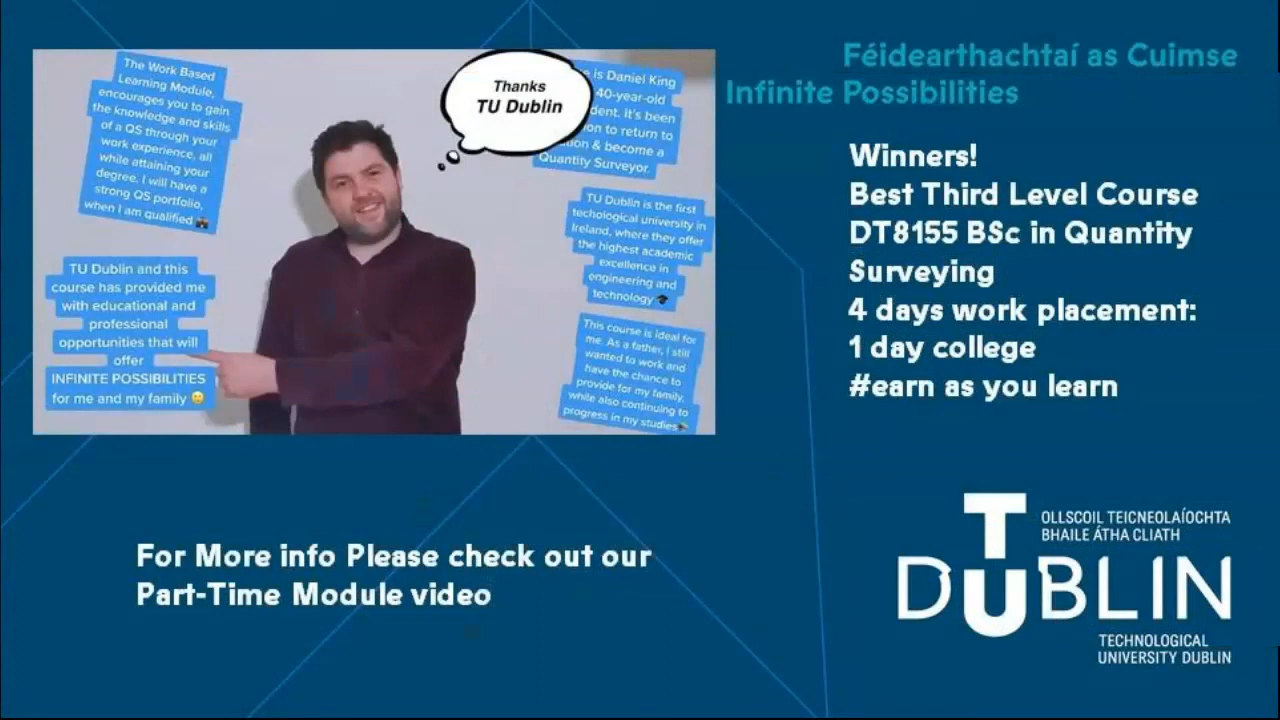 Féidearthachtaí as Cuimse
Infinite Possibilities
The Work Based
Learning Module,
encourages you to gain
the knowledge and skills
of a QS through your
work experience, all
while attaining your
degree, I will have a
strong QS portfolio,
when I am qualified
TU Dublin and this
course has provided me
with educational and
professional
opportunities that will
offer
INFINITE POSSIBILITIES
for me and my family
Thanks
TU Dublin
is Daniel King
40-year-old
It's been
to return to
& become a
Quantity Surveyor.
TU Dublin is the first
techological university in
Ireland, where they offer
the highest academic
excellence in
engineering and
technology
This course is ideal for
me. As a father, I still
wanted to work and
have the chance to
provide for my family.
while also continuing to
progress in my studies
Winners!
Best Third Level Course
DT8155 BSc in Quantity
Surveying
4 days work placement:
1 day college
#earn as you learn
For More info Please check out our
Part-Time Module video
OLLSCOIL TEICNEOLAÍOCHTA
BHAILE ÁTHA CLIATH
TU DUBLIN
TECHNOLOGICAL
UNIVERSITY DUBLIN